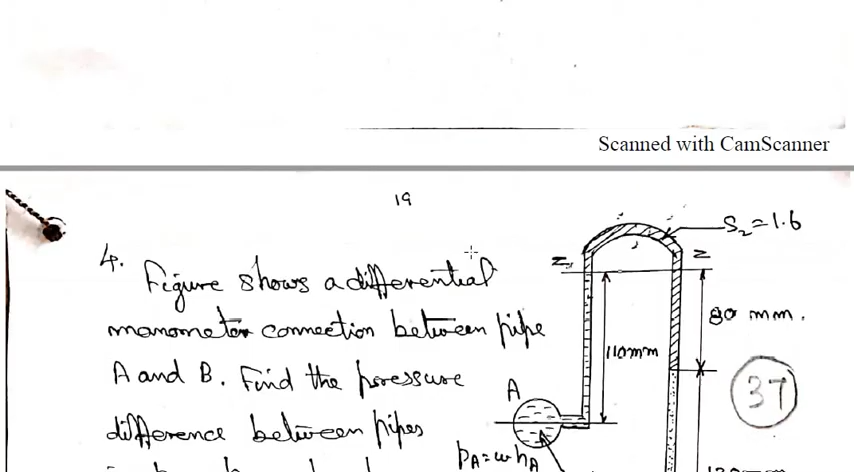 Scanned with CamScanner
19
4.
Figure shows a differential
manometer connection between pipe
A and B. Find the pressure
difference between pipes
S₂=1.6
Z
Z
80 mm.
110mm
37
A
pA=whA